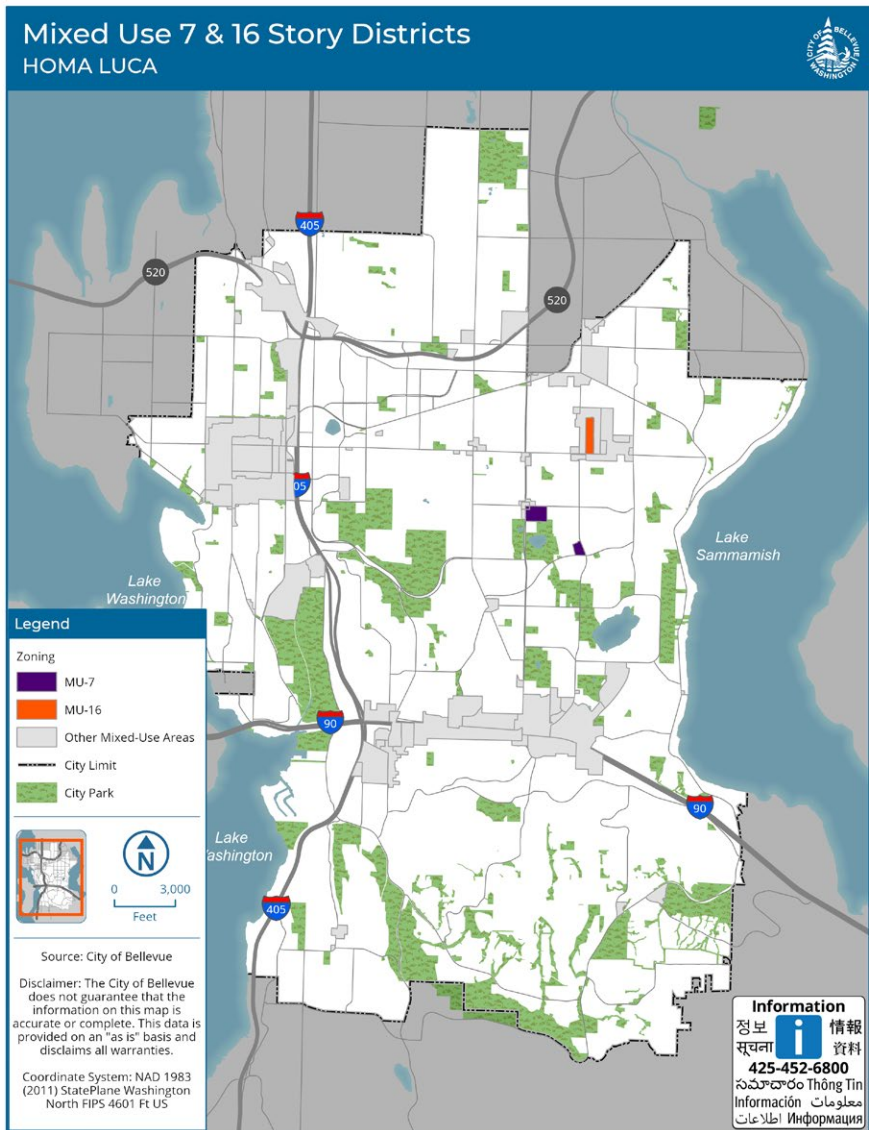 Mixed Use 7 & 16 Story Districts
HOMA LUCA
CITY OF BELLEVUE
WASHINGTON
405
520
520
05
Lake
Sammamish
Lake
Washington
90
90
Lake
ashington
405
Legend
Zoning
MU-7
MU-16
Other Mixed-Use Areas
City Limit
City Park
N
0 3,000
Feet
Source: City of Bellevue
Disclaimer: The City of Bellevue
does not guarantee that the
information on this map is
accurate or complete. This data is
provided on an "as is" basis and
disclaims all warranties.
Coordinate System: NAD 1983
(2011) StatePlane Washington
North FIPS 4601 Ft US
Information
정보 i 情報
सूचना 資料
425-452-6800
సమాచారం Thông Tin
Información معلومات
اطلاعات Информация